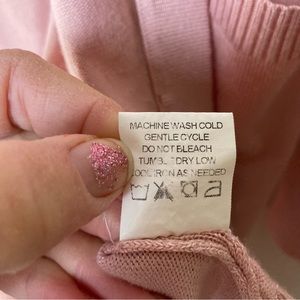 MACHINE WASH COLD
GENTLE CYCLE
DO NOT BLEACH
TUMBLE DRY LOW
COOL IRON AS NEEDED